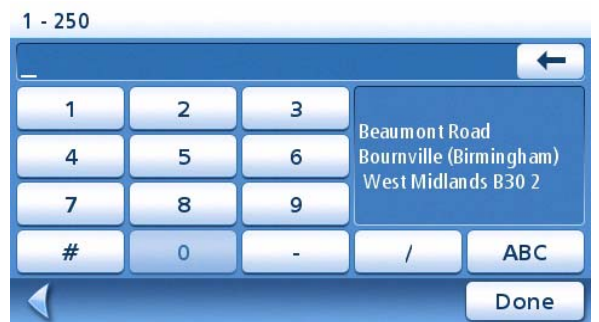 1 - 250
_
1 2 3
4 5 6
7 8 9
# 0 - / ABC
Beaumont Road
Bournville (Birmingham)
West Midlands B30 2
Done